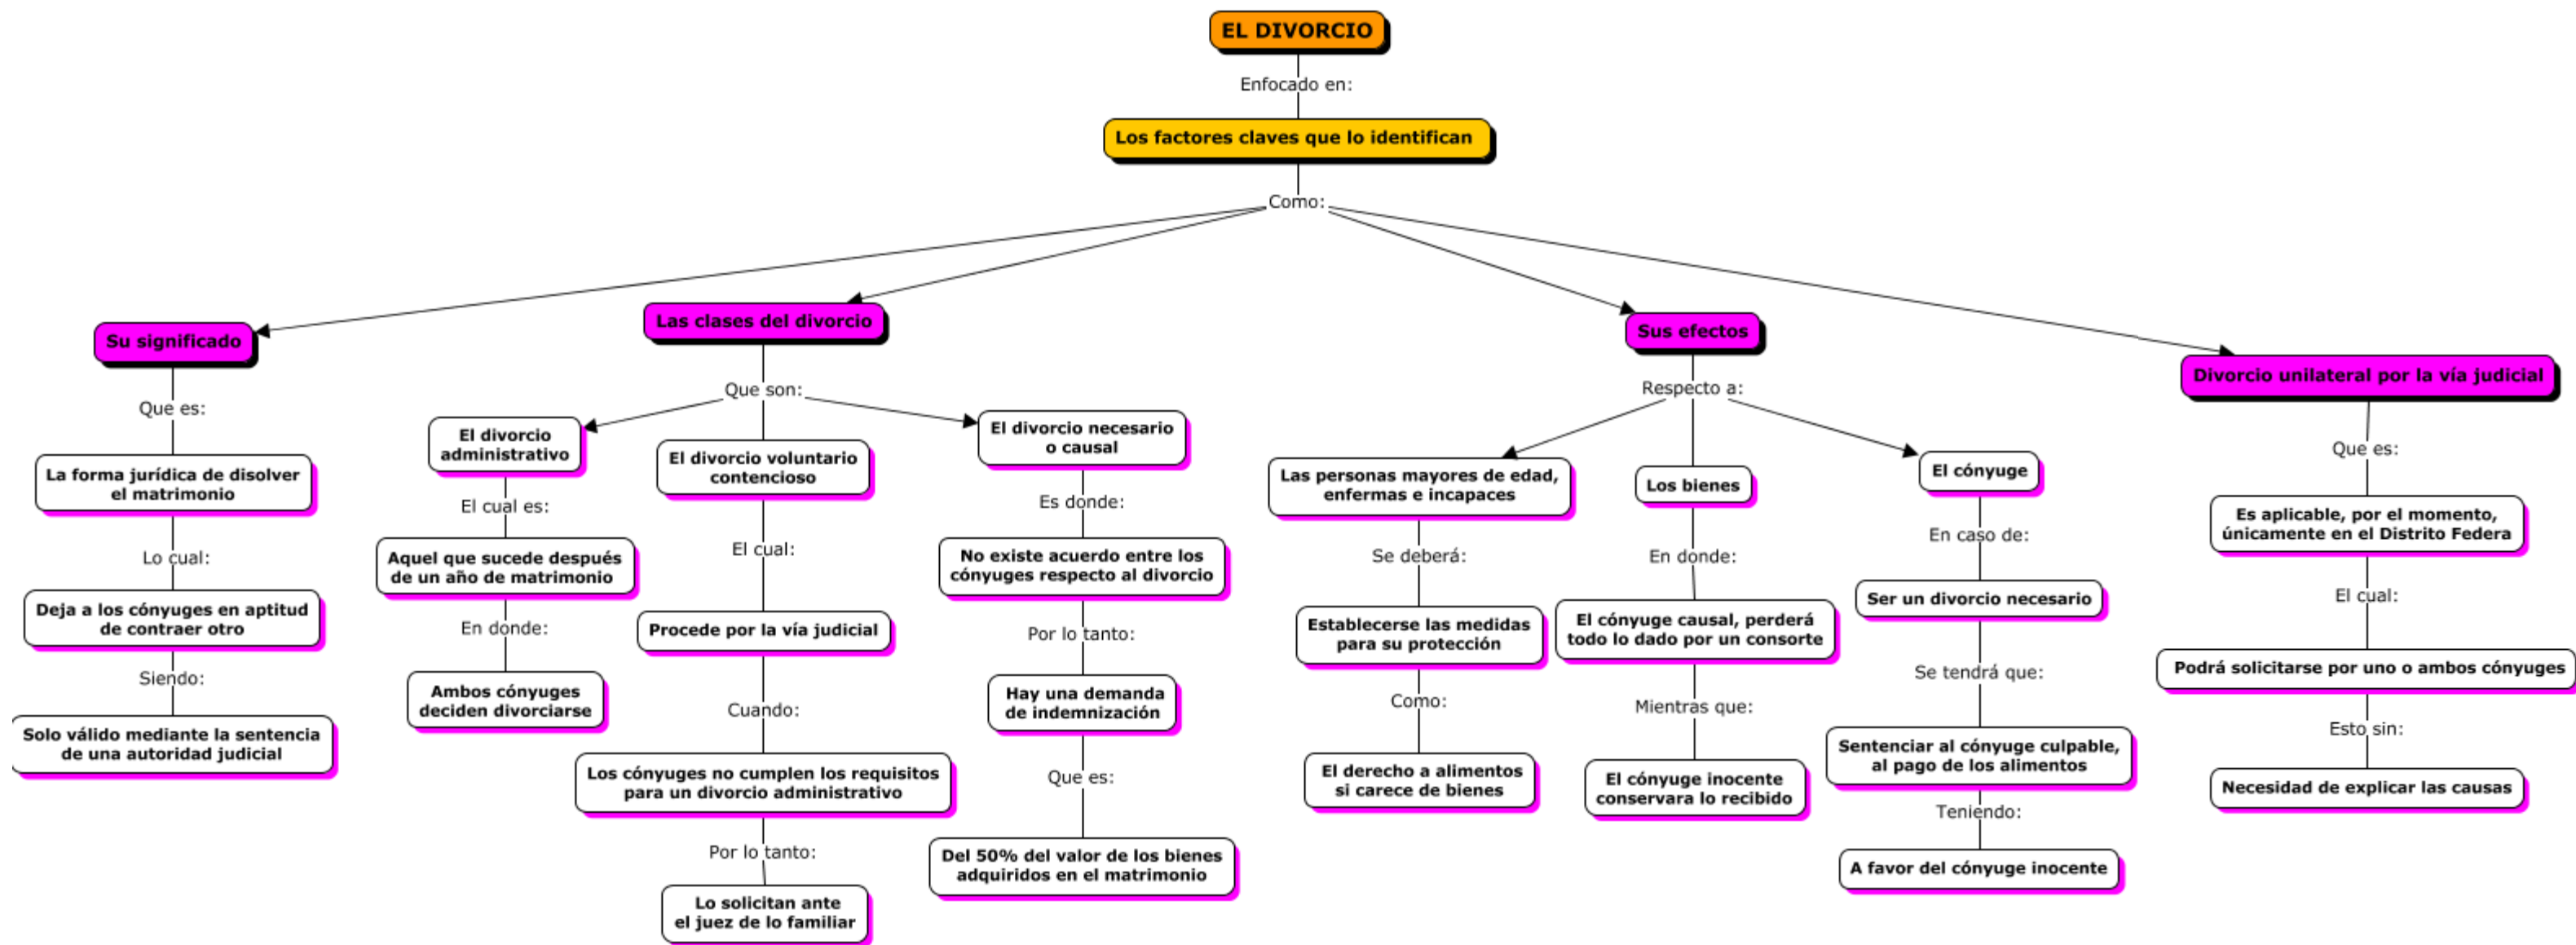 EL DIVORCIO
Enfocado en:
Los factores claves que lo identifican
Como:
Su significado
Que es:
La forma jurídica de disolver
el matrimonio
Lo cual:
Deja a los cónyuges en aptitud
de contraer otro
Siendo:
Solo válido mediante la sentencia
de una autoridad judicial
Las clases del divorcio
Que son:
El divorcio
administrativo
El cual es:
Aquel que sucede después
de un año de matrimonio
En donde:
Ambos cónyuges
deciden divorciarse
El divorcio voluntario
contencioso
El cual:
Procede por la vía judicial
Cuando:
Los cónyuges no cumplen los requisitos
para un divorcio administrativo
Por lo tanto:
Lo solicitan ante
el juez de lo familiar
El divorcio necesario
o causal
Es donde:
No existe acuerdo entre los
cónyuges respecto al divorcio
Por lo tanto:
Hay una demanda
de indemnización
Que es:
Del 50% del valor de los bienes
adquiridos en el matrimonio
Sus efectos
Respecto a:
Las personas mayores de edad,
enfermas e incapaces
Se deberá:
Establecerse las medidas
para su protección
Como:
El derecho a alimentos
si carece de bienes
Los bienes
En donde:
El cónyuge causal, perderá
todo lo dado por un consorte
Mientras que:
El cónyuge inocente
conservara lo recibido
El cónyuge
En caso de:
Ser un divorcio necesario
Se tendrá que:
Sentenciar al cónyuge culpable,
al pago de los alimentos
Teniendo:
A favor del cónyuge inocente
Divorcio unilateral por la vía judicial
Que es:
Es aplicable, por el momento,
únicamente en el Distrito Federa
El cual:
Podrá solicitarse por uno o ambos cónyuges
Esto sin:
Necesidad de explicar las causas